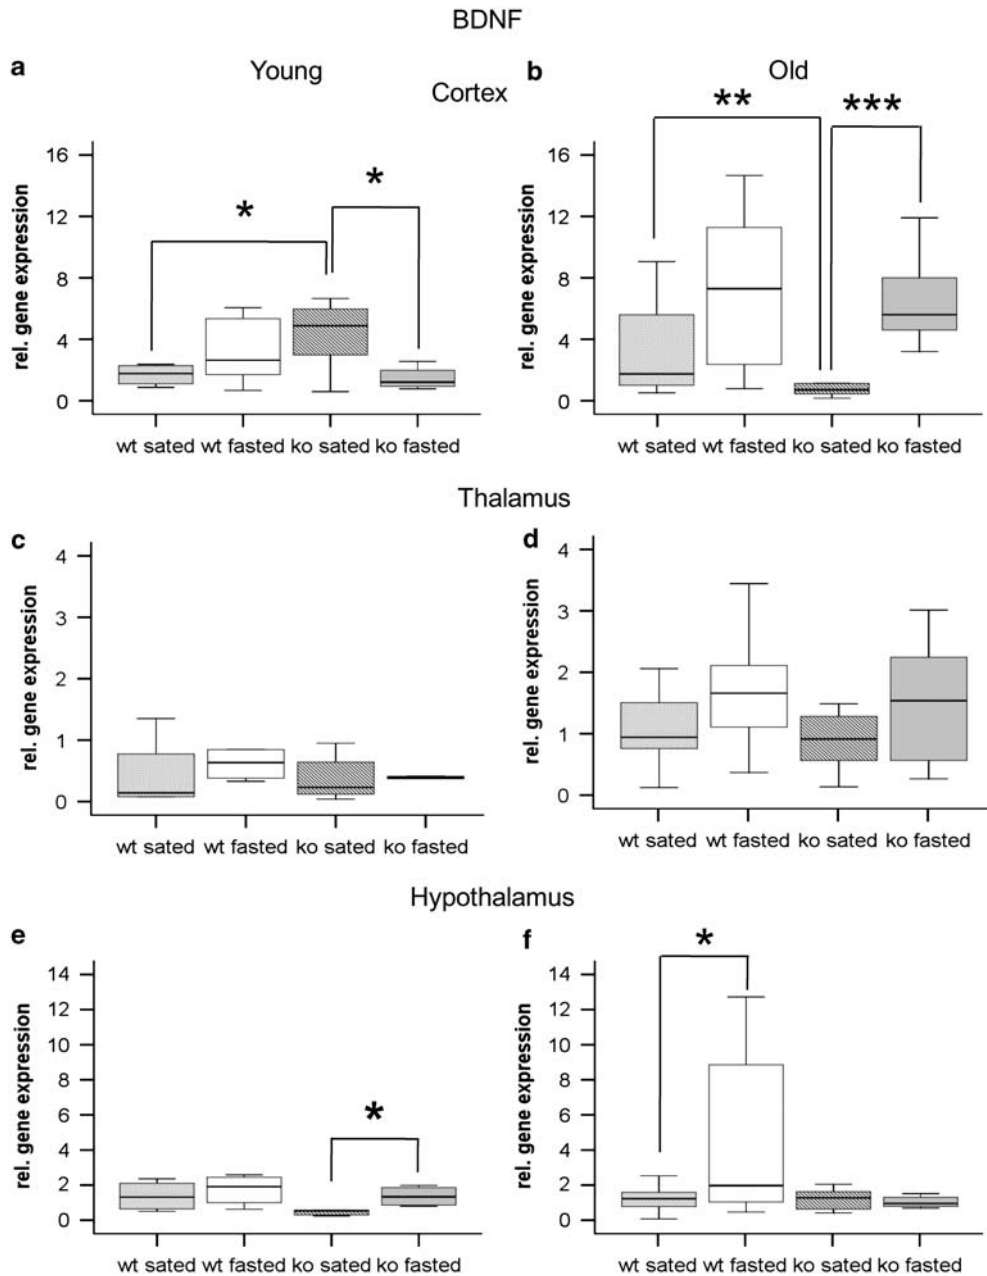 BDNF
a
Young
b
Old
Cortex
**
***
rel. gene expression
16
12
8
4
0
*
*
wt sated wt fasted ko sated ko fasted
rel. gene expression
16
12
8
4
0
wt sated wt fasted ko sated ko fasted
Thalamus
c
rel. gene expression
4
3
2
1
0
wt sated wt fasted ko sated ko fasted
d
rel. gene expression
4
3
2
1
0
wt sated wt fasted ko sated ko fasted
Hypothalamus
e
rel. gene expression
14
12
10
8
6
4
2
0
*
wt sated wt fasted ko sated ko fasted
f
*
rel. gene expression
14
12
10
8
6
4
2
0
wt sated wt fasted ko sated ko fasted